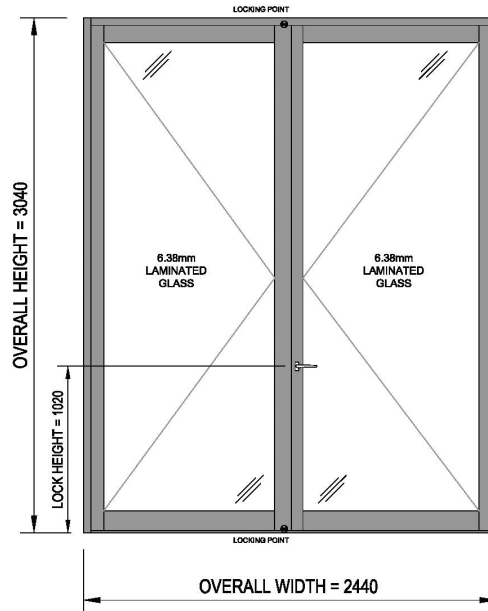 LOCKING POINT
OVERALL HEIGHT = 3040
6.38mm
LAMINATED
GLASS
6.38mm
LAMINATED
GLASS
LOCK HEIGHT = 1020
LOCKING POINT
OVERALL WIDTH = 2440